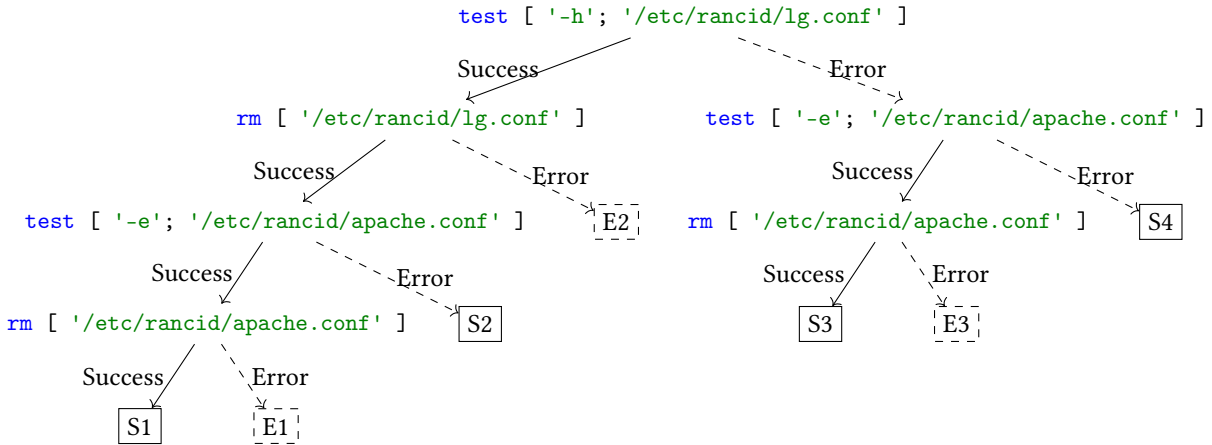 test [ '-h'; '/etc/rancid/lg.conf' ]
Success
Error
rm [ '/etc/rancid/lg.conf' ]
test [ '-e'; '/etc/rancid/apache.conf' ]
Success
Error
Success
Error
test [ '-e'; '/etc/rancid/apache.conf' ]
E2
rm [ '/etc/rancid/apache.conf' ]
S4
Success
Error
Success
Error
rm [ '/etc/rancid/apache.conf' ]
S2
S3
E3
Success
Error
S1
E1